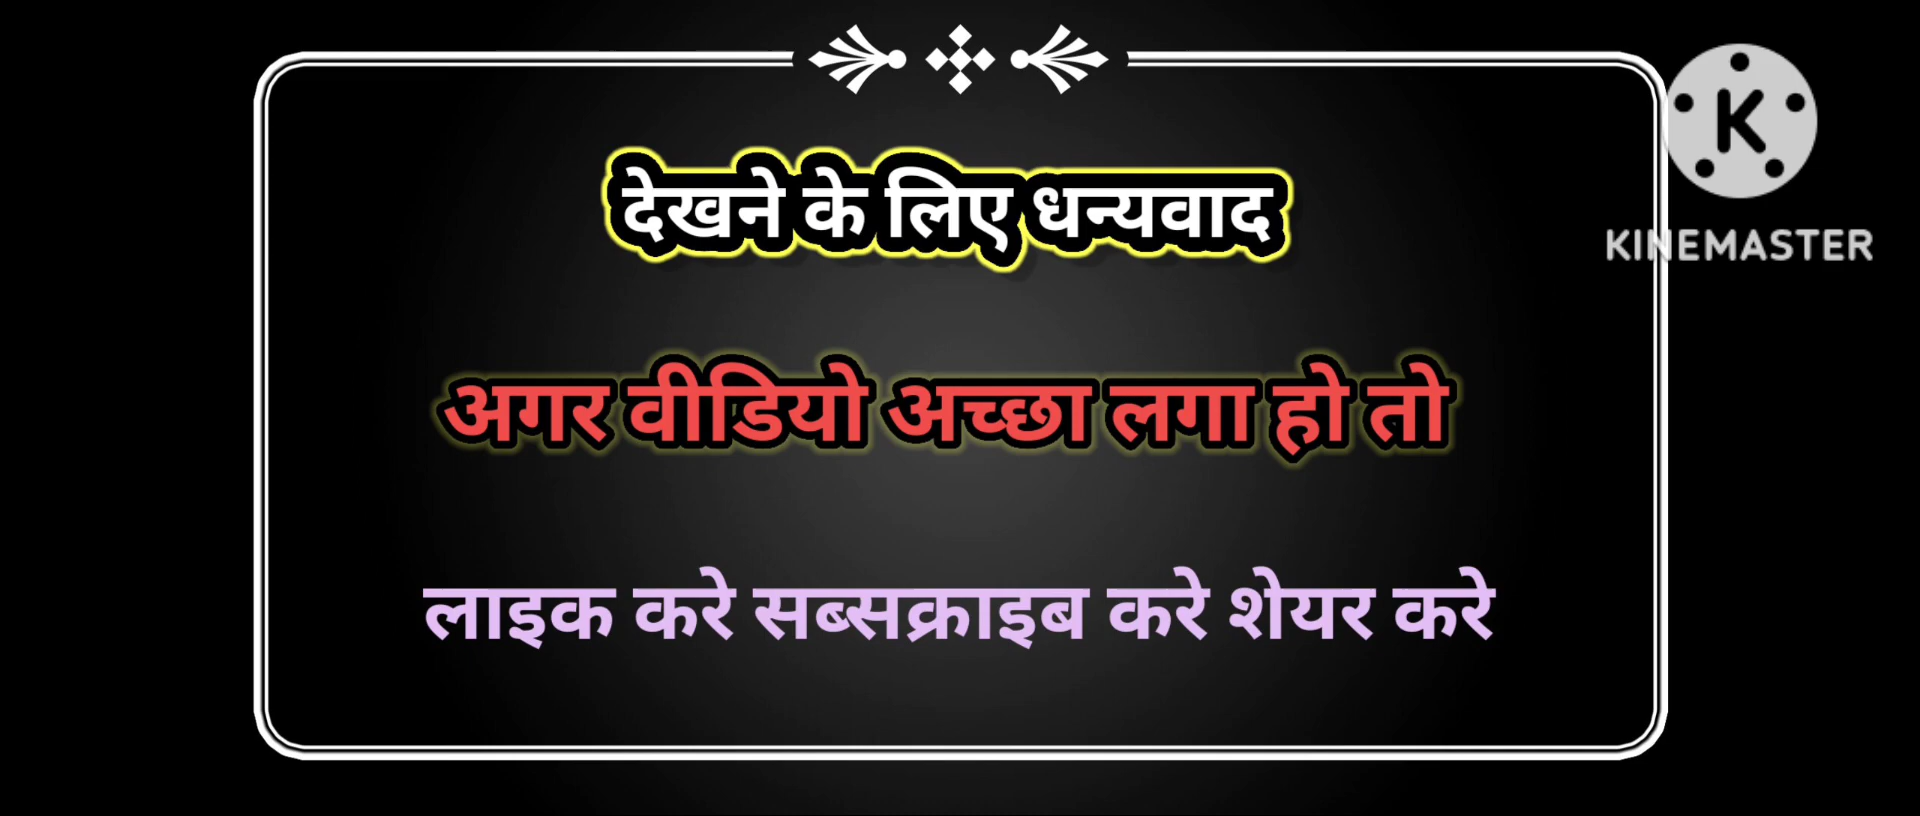 देखने के लिए धन्यवाद
K
KINEMASTER
अगर वीडियो अच्छा लगा हो तो
लाइक करे सब्सक्राइब करे शेयर करे